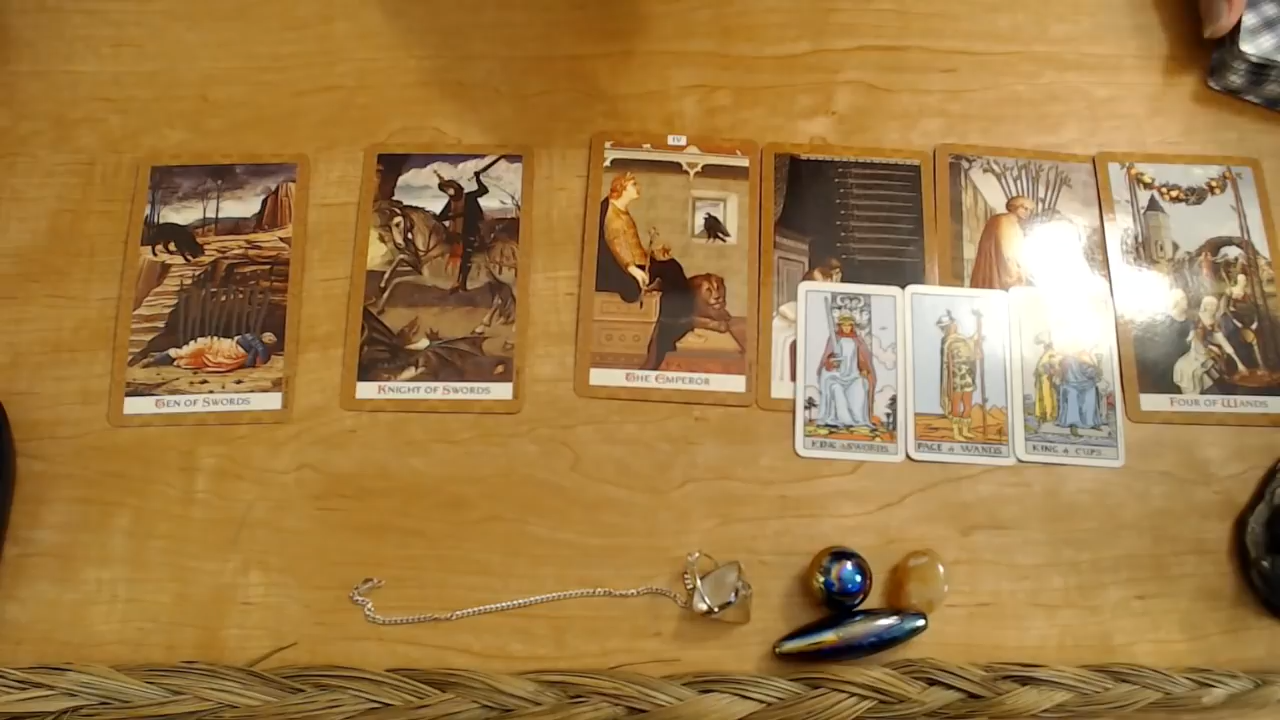 IV
TEN OF SWORDS
KNIGHT OF SWORDS
THE EMPEROR
FOUR OF WANDS
KING of SWORDS.
PAGE of WANDS.
KING of CUPS.